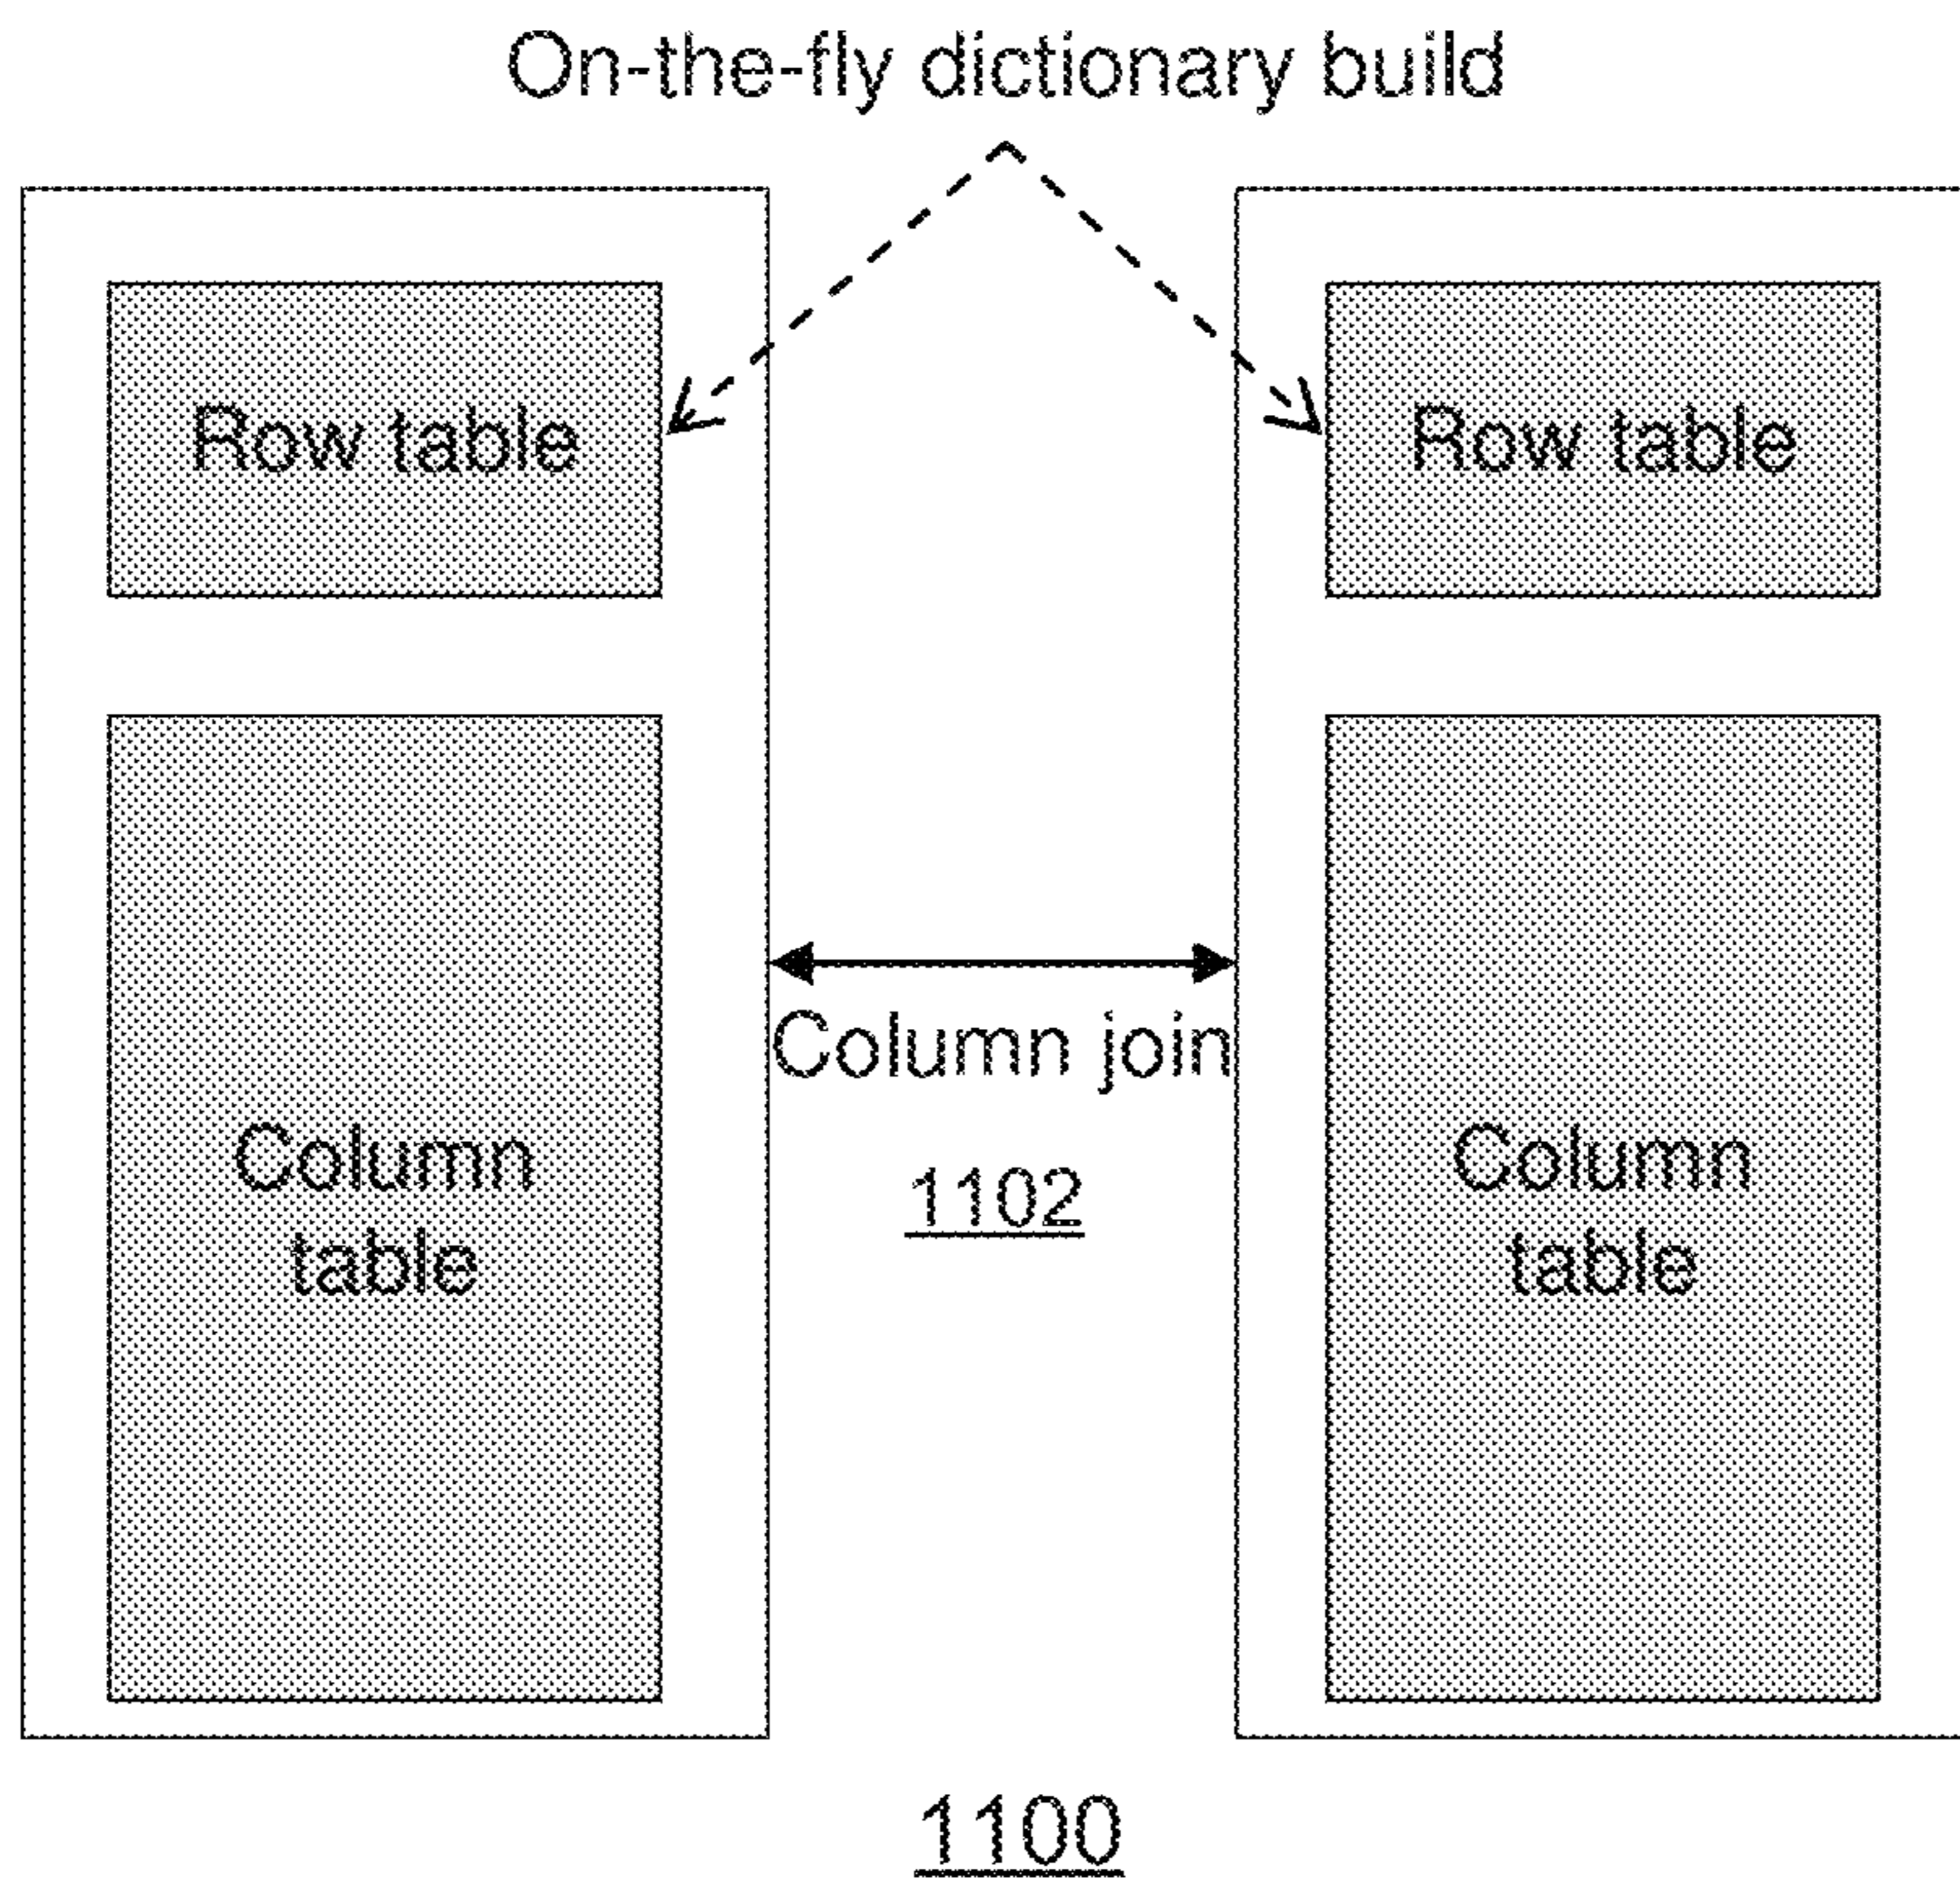 On-the-fly dictionary build
Row table
Row table
Column join
1102
Column
table
Column
table
1100